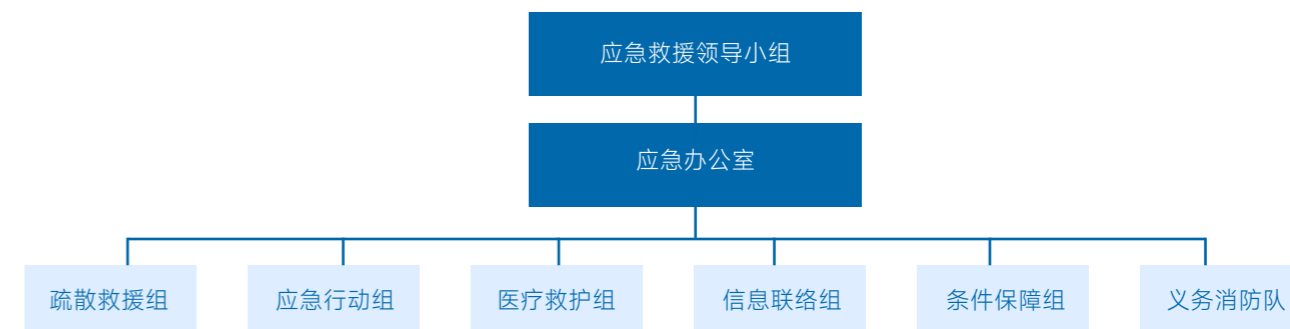 应急救援领导小组
应急办公室
疏散救援组
应急行动组
医疗救护组
信息联络组
条件保障组
义务消防队